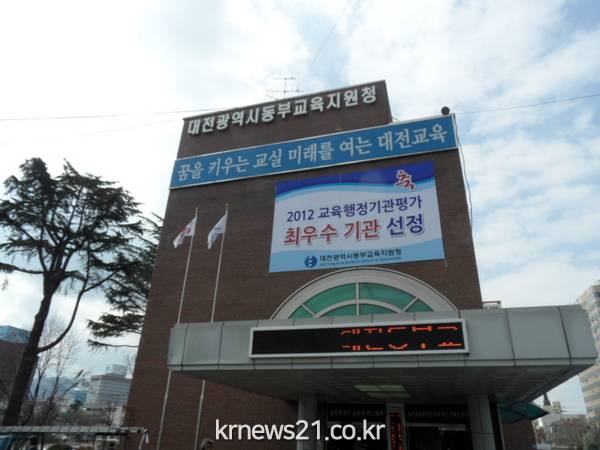 대전광역시동부교육지원청
꿈을 키우는 교실 미래를 여는 대전교육
축
2012 교육행정기관평가
최우수 기관 선정
대전광역시동부교육지원청
krnews21.co.kr